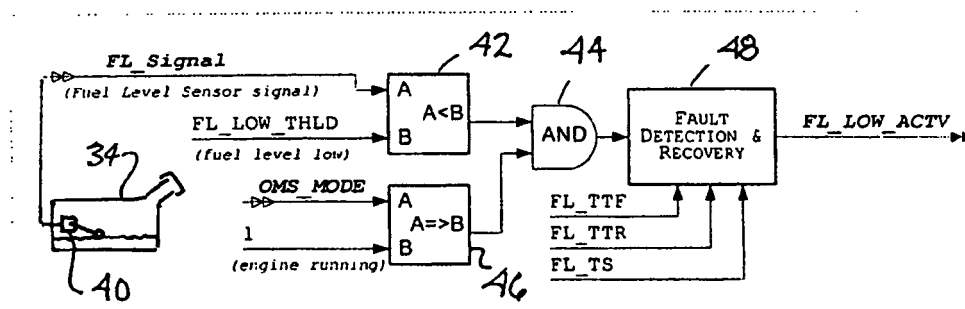 FL_Signal
(Fuel Level Sensor signal)
42
44
48
A
A<B
B
FL_LOW_THLD
(fuel level low)
AND
FAULT
DETECTION &
RECOVERY
FL_LOW_ACTV
34
OMS_MODE
A
A=>B
B
1
(engine running)
FL_TTF
FL_TTR
FL_TS
40
46